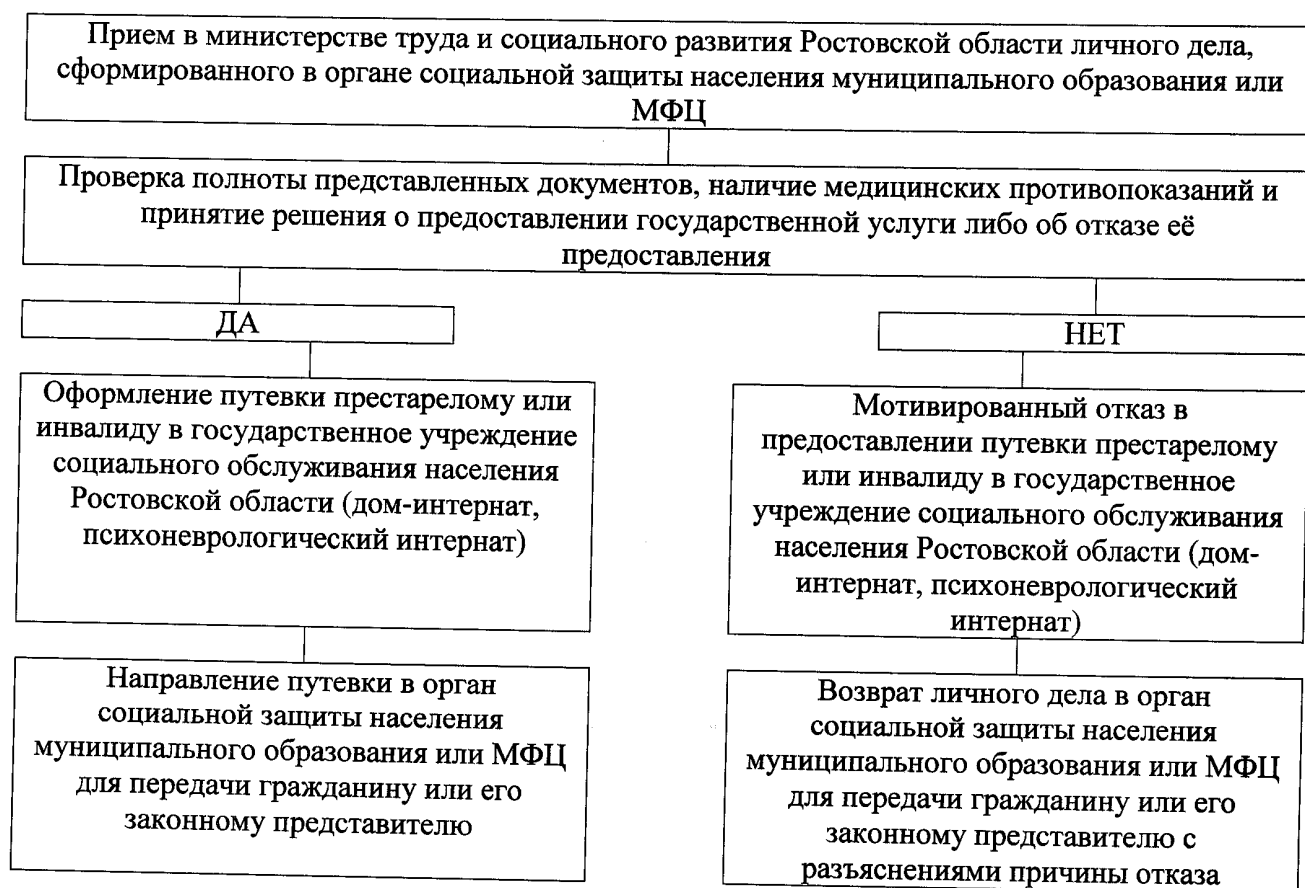 Прием в министерстве труда и социального развития Ростовской области личного дела,
сформированного в органе социальной защиты населения муниципального образования или
МФЦ
Проверка полноты представленных документов, наличие медицинских противопоказаний и
принятие решения о предоставлении государственной услуги либо об отказе её
предоставления
ДА
НЕТ
Оформление путевки престарелому или
инвалиду в государственное учреждение
социального обслуживания населения
Ростовской области (дом-интернат,
психоневрологический интернат)
Мотивированный отказ в
предоставлении путевки престарелому
или инвалиду в государственное
учреждение социального обслуживания
населения Ростовской области (дом-
интернат, психоневрологический
интернат)
Направление путевки в орган
социальной защиты населения
муниципального образования или МФЦ
для передачи гражданину или его
законному представителю
Возврат личного дела в орган
социальной защиты населения
муниципального образования или МФЦ
для передачи гражданину или его
законному представителю с
разъяснениями причины отказа